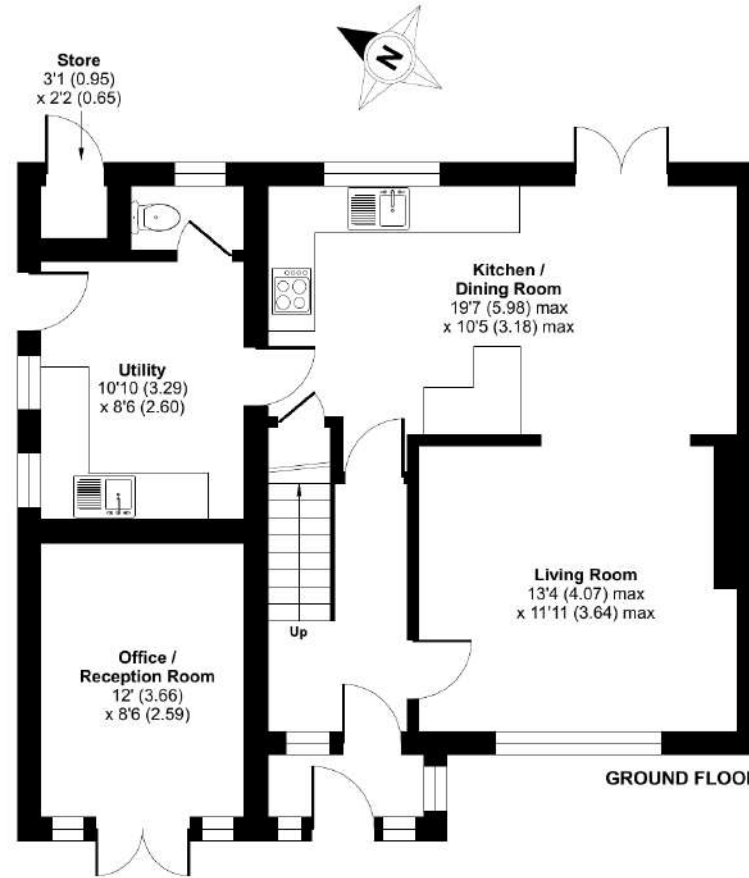 Store
3'1 (0.95)
x 2'2 (0.65)
N
Kitchen /
Dining Room
19'7 (5.98) max
x 10'5 (3.18) max
Utility
10'10 (3.29)
x 8'6 (2.60)
Living Room
13'4 (4.07) max
x 11'11 (3.64) max
Up
Office /
Reception Room
12' (3.66)
x 8'6 (2.59)
GROUND FLOOR